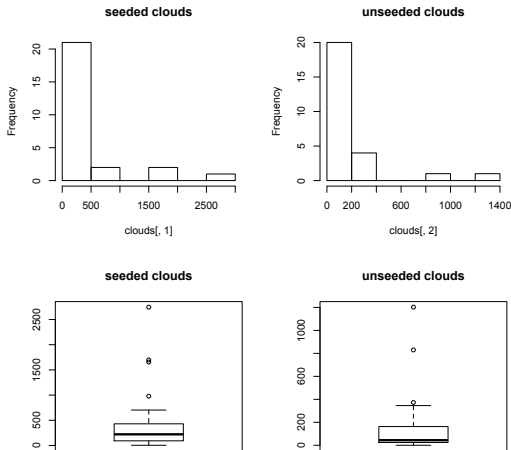 seeded clouds
unseeded clouds
Frequency
0 5 10 15 20
0 500 1500 2500
clouds[, 1]
Frequency
0 5 10 15 20
0 200 600 1000 1400
clouds[, 2]
seeded clouds
unseeded clouds
0 500 1500 2500
0 200 600 1000